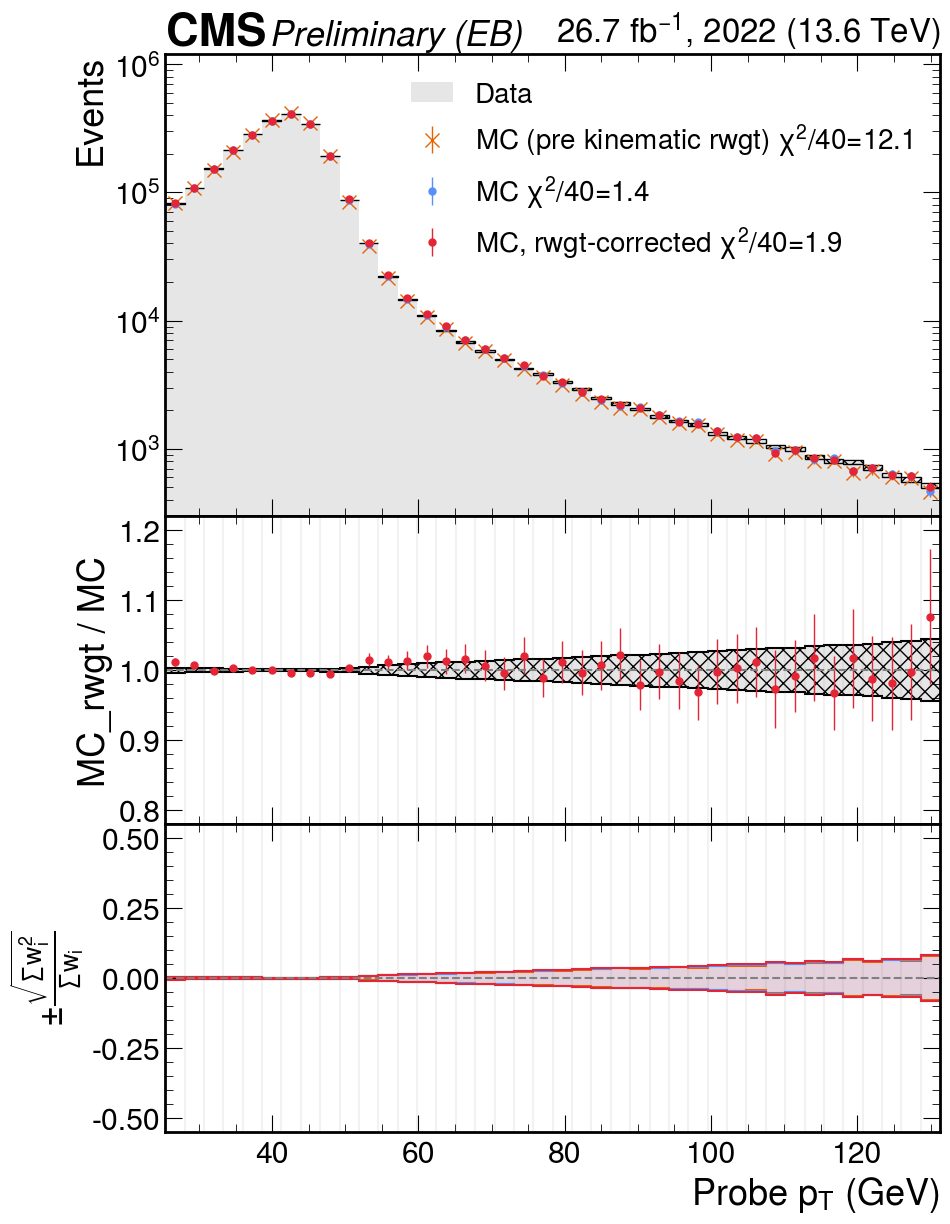 CMS Preliminary (EB) 26.7 fb⁻¹, 2022 (13.6 TeV)
Events
10⁶
10⁵
10⁴
10³
Data
MC (pre kinematic rwgt) χ²/40=12.1
MC χ²/40=1.4
MC, rwgt-corrected χ²/40=1.9
MC_rwgt / MC
1.2
1.1
1.0
0.9
0.8
±√(Σwᵢ²)/Σwᵢ
0.50
0.25
0.00
-0.25
-0.50
40 60 80 100 120
Probe p_T (GeV)